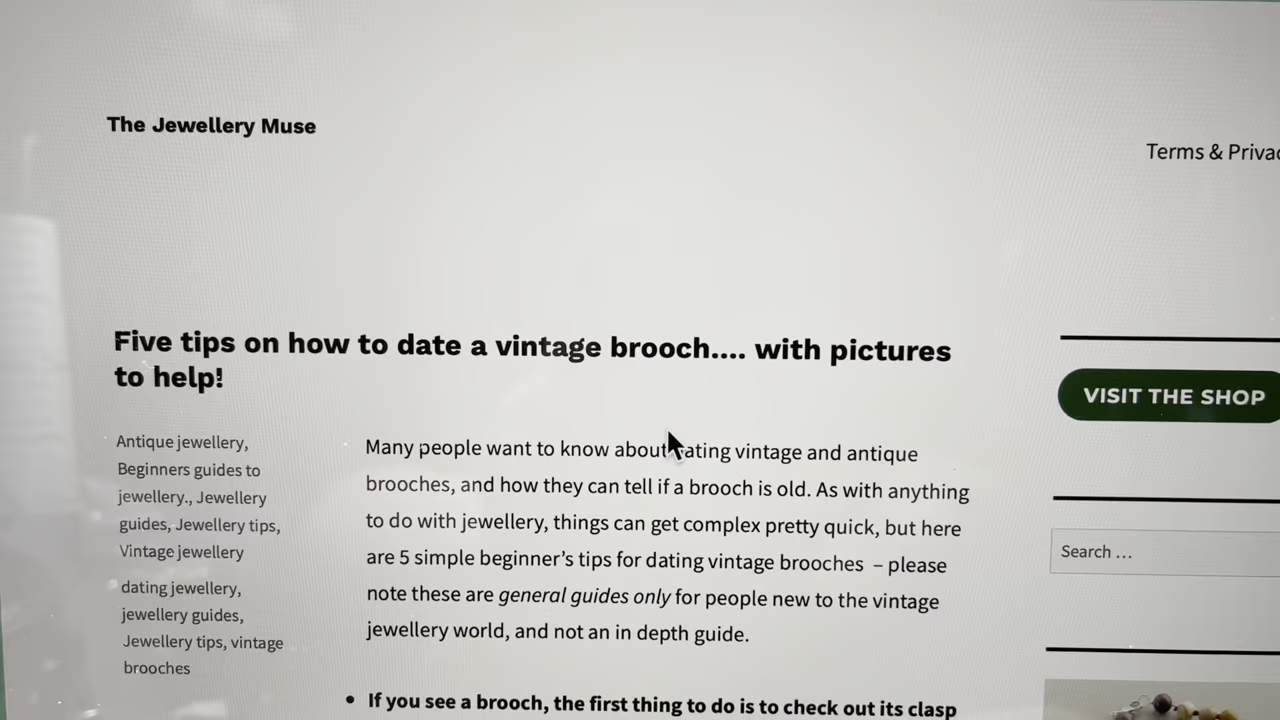 The Jewellery Muse
Terms &
Five tips on how to date a vintage brooch.... with pictures
to help!
VISIT THE SHOP
Antique jewellery,
Beginners guides to
jewellery., Jewellery
guides, Jewellery tips,
Vintage jewellery
dating jewellery,
jewellery guides,
Jewellery tips, vintage
brooches
Many people want to know about vintage and antique
brooches, and how they can tell if a brooch is old. As with anything
to do with jewellery, things can get complex pretty quick, but here
are 5 simple beginner's tips for dating vintage brooches – please
note these are general guides only for people new to the vintage
jewellery world, and not an in depth guide.
• If you see a brooch, the first thing to do is to check out its clasp
Search ...